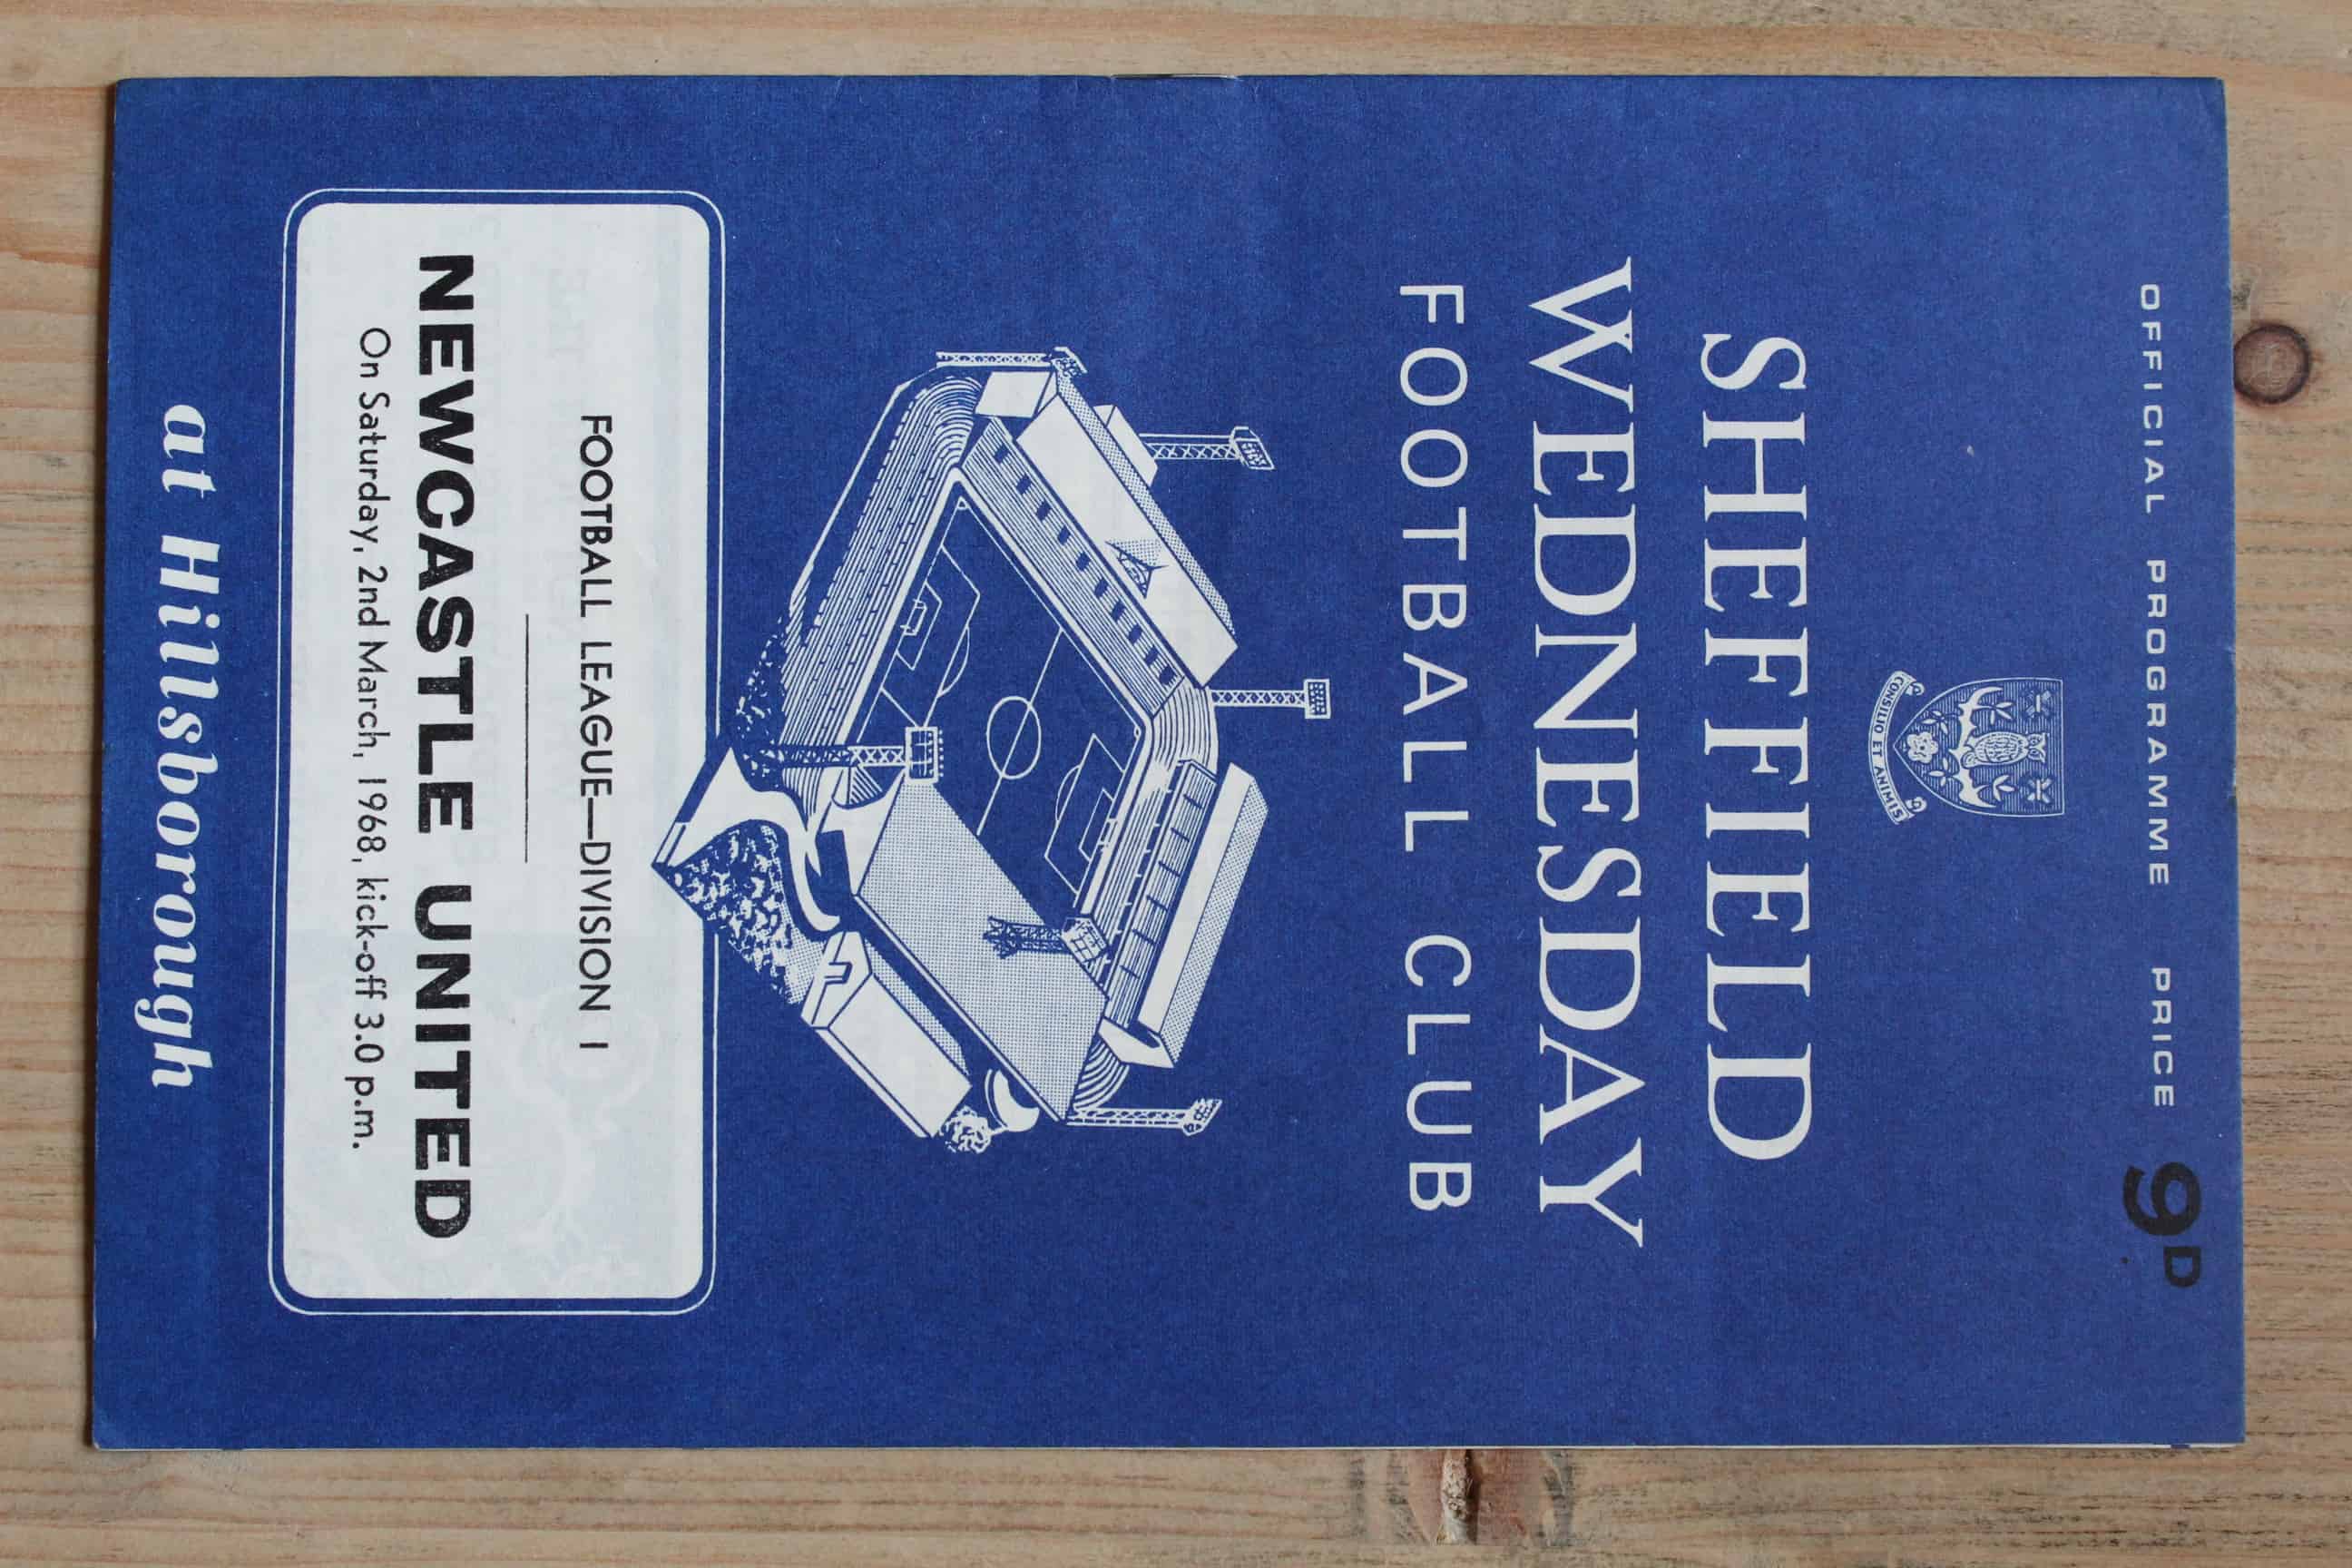 OFFICIAL PROGRAMME PRICE 9D
CONSILIO ET ANIMIS
SHEFFIELD
WEDNESDAY
FOOTBALL CLUB
FOOTBALL LEAGUE—DIVISION 1
NEWCASTLE UNITED
On Saturday, 2nd March, 1968, kick-off 3.0 p.m.
at Hillsborough